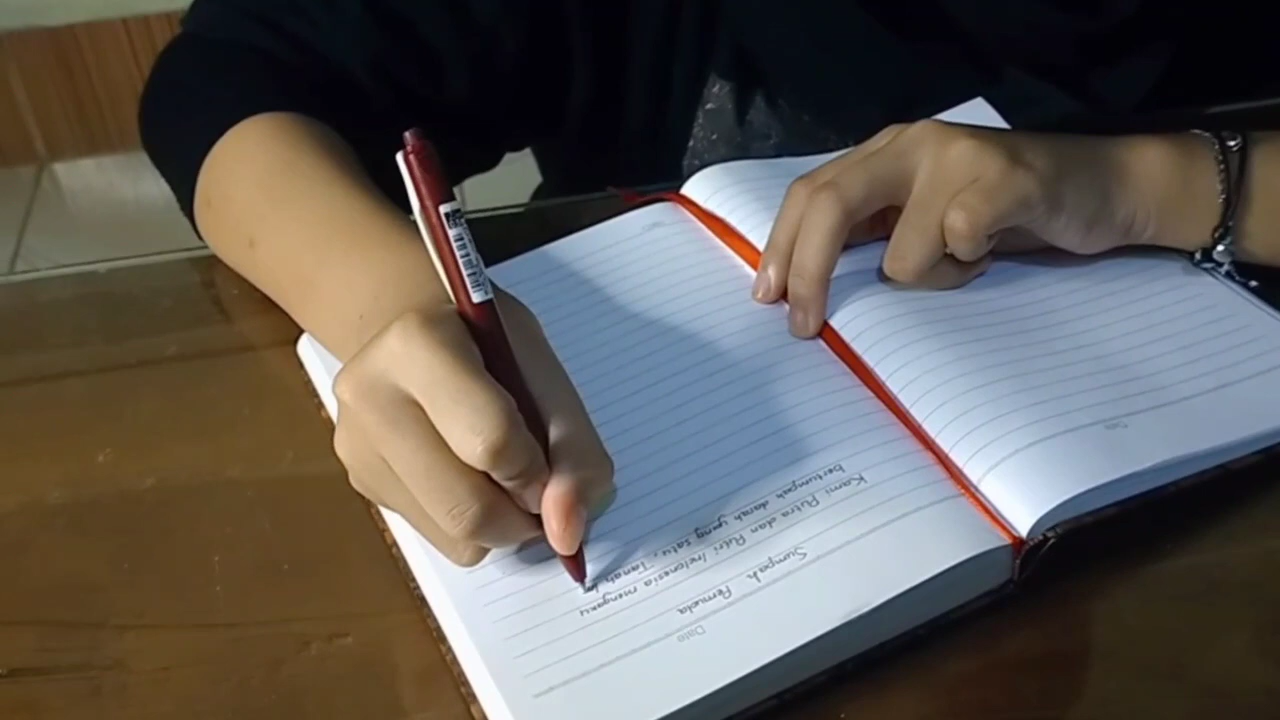 Date
Sumpah Pemuda
Kami Putra dan Putri Indonesia mengaku
bertumpah darah yang satu, Tanah